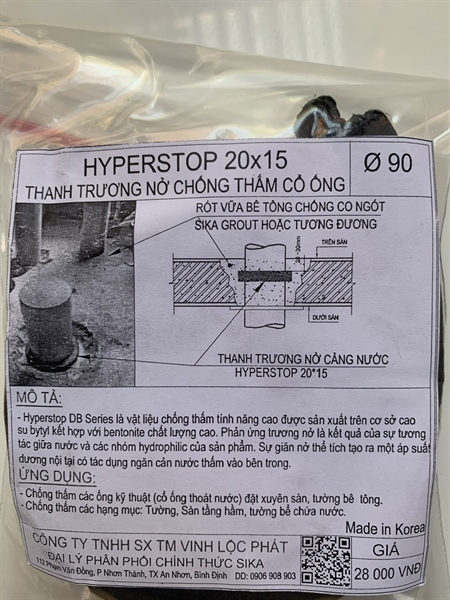 HYPERSTOP 20x15
Ø 90
THANH TRƯƠNG NỞ CHỐNG THẤM CỔ ỐNG
RÓT VỮA BÊ TÔNG CHỐNG CO NGÓT
SIKA GROUT HOẶC TƯƠNG ĐƯƠNG
20~30mm
TRÊN SÀN
DƯỚI SÀN
THANH TRƯƠNG NỞ CẢNG NƯỚC
HYPERSTOP 20*15
MÔ TẢ:
- Hyperstop DB Series là vật liệu chống thấm tính năng cao được sản xuất trên cơ sở cao
su bytyl kết hợp với bentonite chất lượng cao. Phản ứng trương nở là kết quả của sự tương
tác giữa nước và các nhóm hydrophilic của sản phẩm. Sự giãn nở thể tích tạo ra một áp suất
dương nội tại có tác dụng ngăn cản nước thấm vào bên trong.
ỨNG DỤNG:
- Chống thấm các ống kỹ thuật (cổ ống thoát nước) đặt xuyên sàn, tường bê tông.
- Chống thấm các hạng mục: Tường, Sàn tầng hầm, tường bể chứa nước.
Made in Korea
CÔNG TY TNHH SX TM VINH LỘC PHÁT
ĐẠI LÝ PHÂN PHỐI CHÍNH THỨC SIKA
112 Phạm Văn Đồng, P Nhơn Thành, TX An Nhơn, Bình Định DĐ: 0906 908 903
GIÁ
28 000 VNĐ